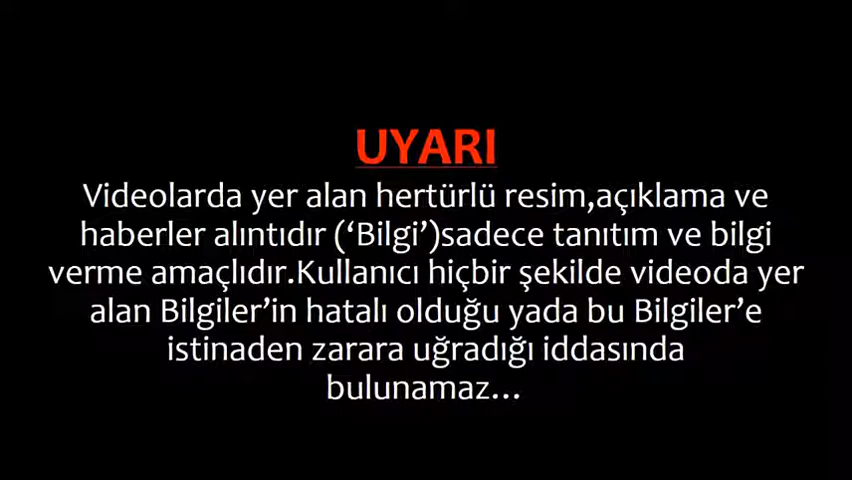 UYARI
Videolarda yer alan hertürlü resim,açıklama ve
haberler alıntıdır (‘Bilgi’)sadece tanıtım ve bilgi
verme amaçlıdır.Kullanıcı hiçbir şekilde videoda yer
alan Bilgiler’in hatalı olduğu yada bu Bilgiler’e
istinaden zarara uğradığı iddasında
bulunamaz...